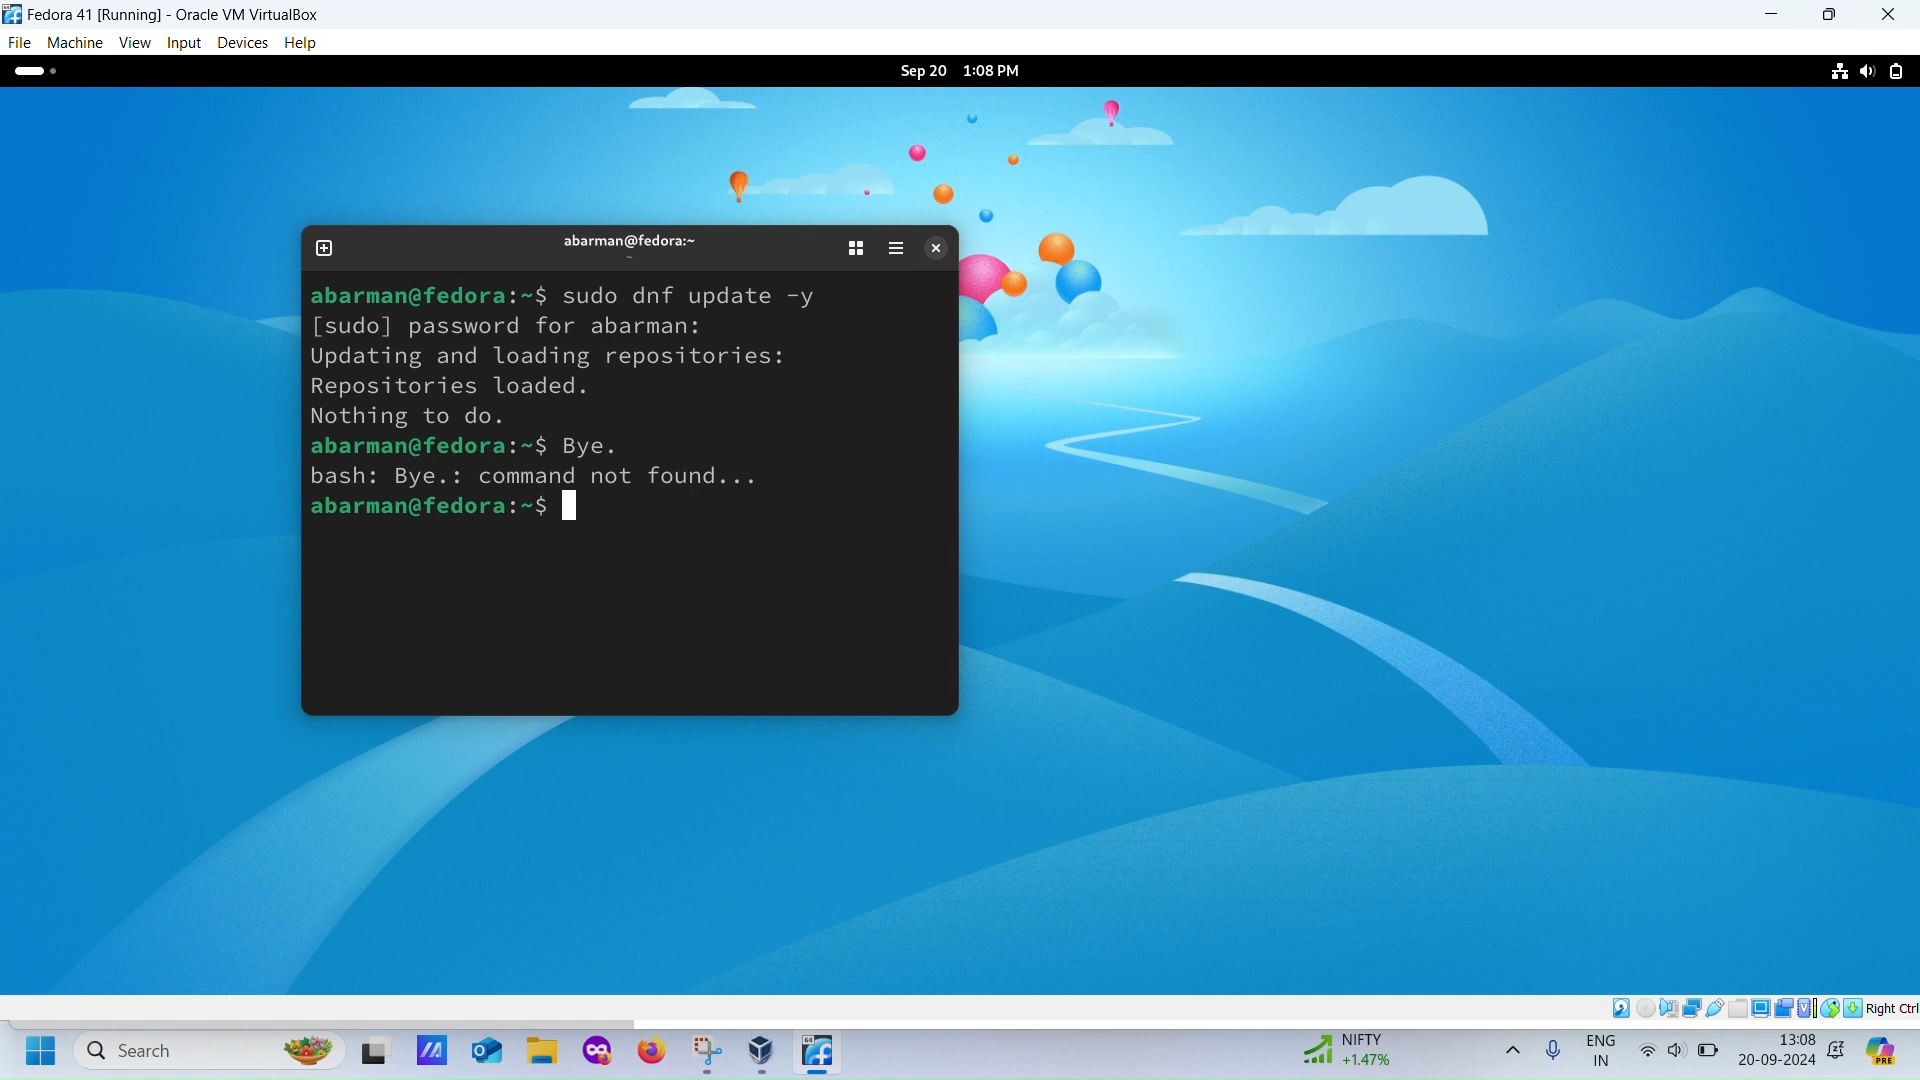 Fedora 41 [Running] - Oracle VM VirtualBox
File Machine View Input Devices Help
Sep 20 1:08 PM
abarman@fedora:~
~
abarman@fedora:~$ sudo dnf update -y
[sudo] password for abarman:
Updating and loading repositories:
Repositories loaded.
Nothing to do.
abarman@fedora:~$ Bye.
bash: Bye.: command not found...
abarman@fedora:~$
Right Ctrl
Search
64
NIFTY
+1.47%
ENG
IN
13:08
20-09-2024
PRE